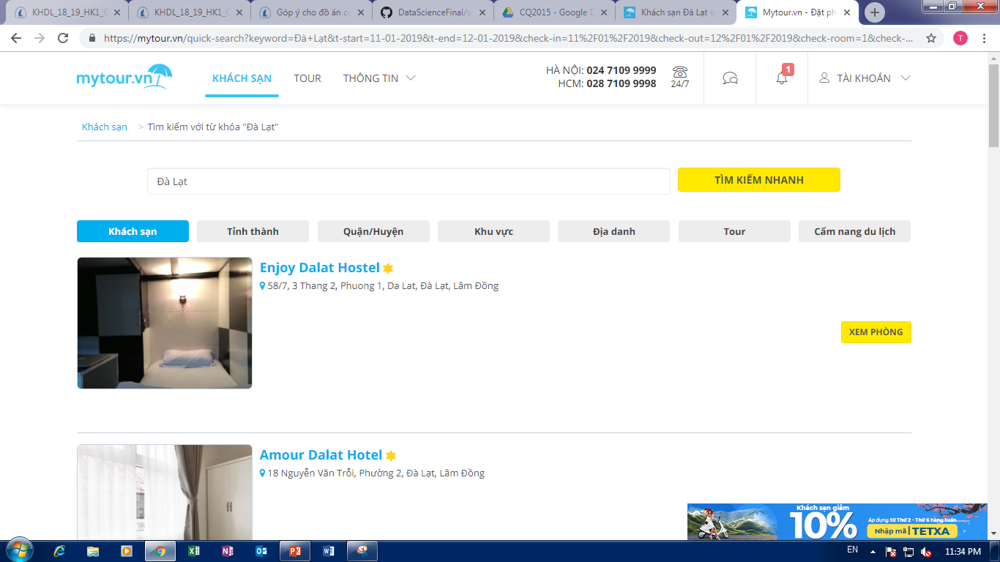 KHDL_18_19_HK1_
KHDL_18_19_HK1_
Góp ý cho đồ án cu
DataScienceFinal/s
CQ2015 - Google D
Khách sạn Đà Lạt v
Mytour.vn - Đặt ph
https://mytour.vn/quick-search?keyword=Đà+Lạt&t-start=11-01-2019&t-end=12-01-2019&check-in=11%2F01%2F2019&check-out=12%2F01%2F2019&check-room=1&check-...
T
mytour.vn
KHÁCH SẠN
TOUR
THÔNG TIN
HÀ NỘI: 024 7109 9999
HCM: 028 7109 9998
24/7
1
TÀI KHOẢN
Khách sạn > Tìm kiếm với từ khóa "Đà Lạt"
Đà Lạt
TÌM KIẾM NHANH
Khách sạn
Tỉnh thành
Quận/Huyện
Khu vực
Địa danh
Tour
Cẩm nang du lịch
Enjoy Dalat Hostel
58/7, 3 Thang 2, Phuong 1, Da Lat, Đà Lạt, Lâm Đồng
XEM PHÒNG
Amour Dalat Hotel
18 Nguyễn Văn Trỗi, Phường 2, Đà Lạt, Lâm Đồng
Khách sạn giảm
10%
Áp dụng từ Thứ 2 - Thứ 6 hàng tuần
Nhập mã | TETXA
EN
11:34 PM